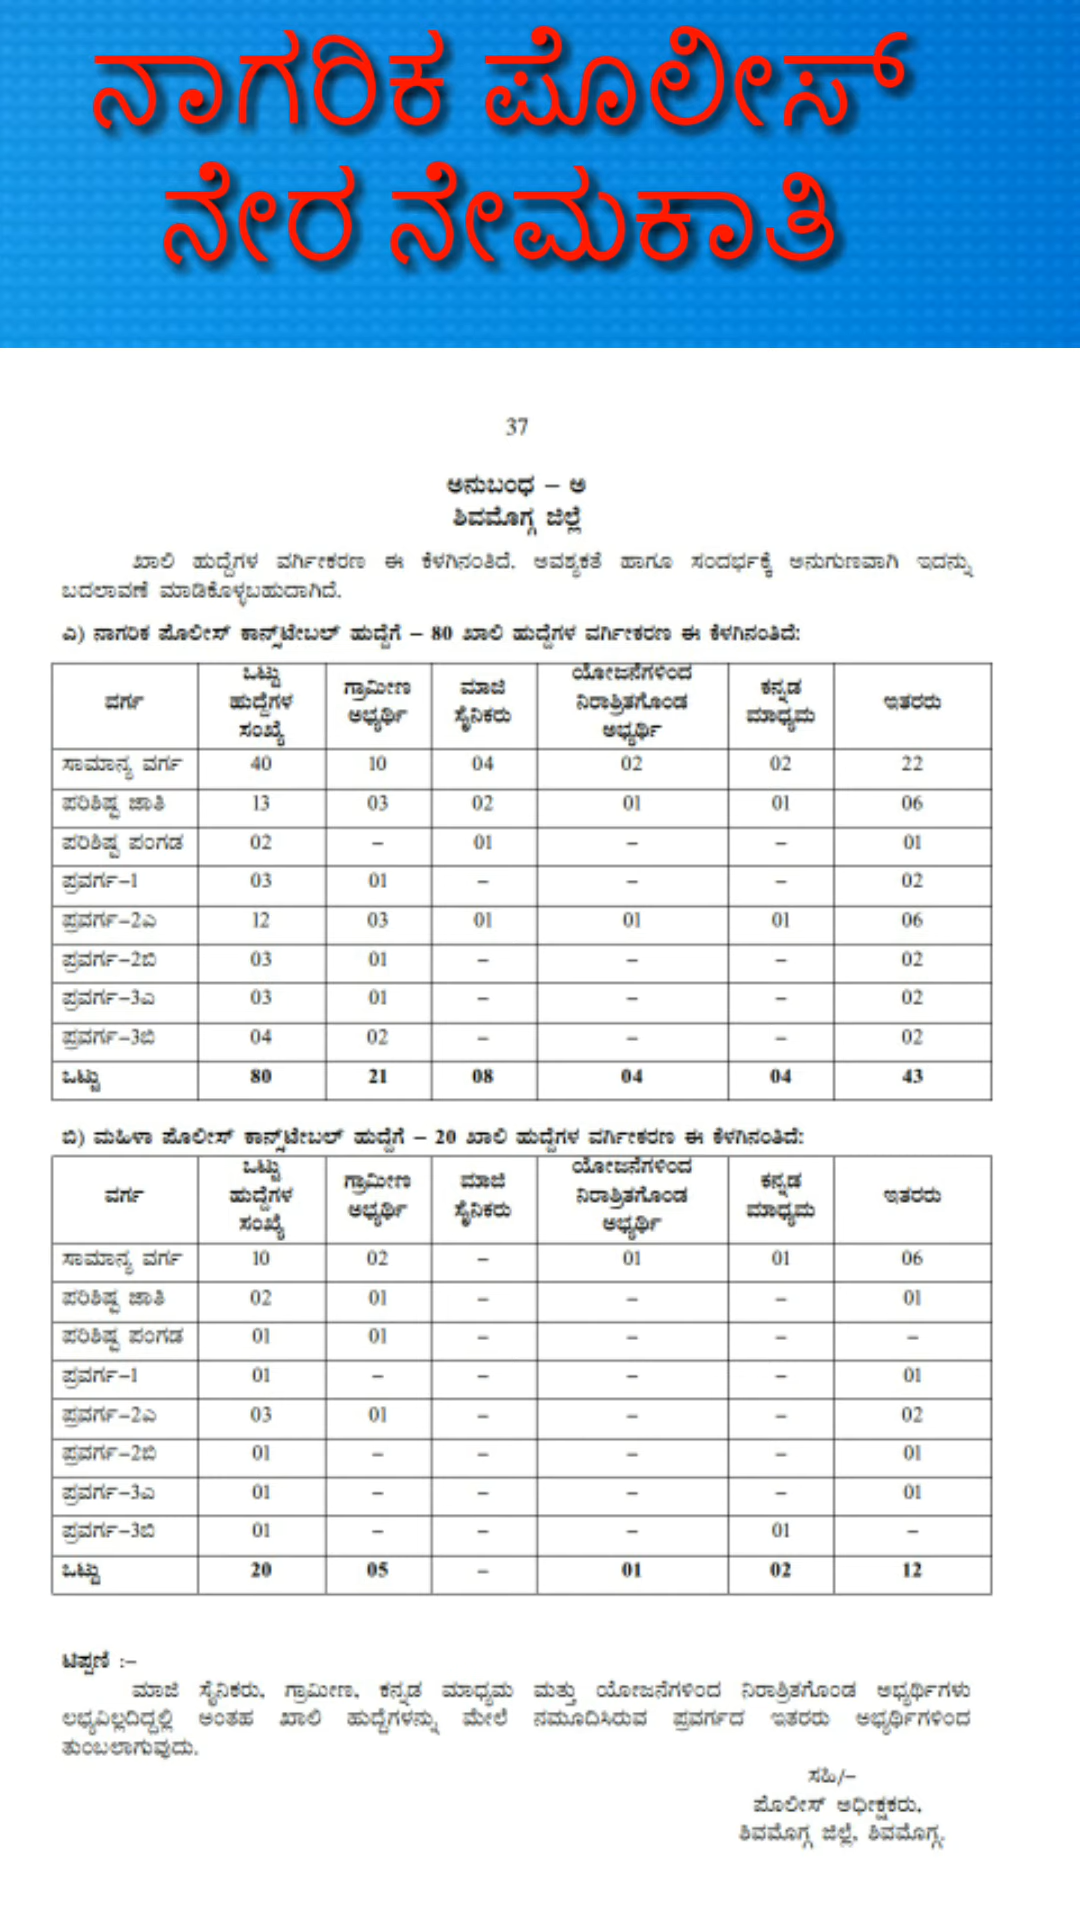 ನಾಗರಿಕ ಪೊಲೀಸ್
ನೇರ ನೇಮಕಾತಿ
37
ಅನುಬಂಧ – ಅ
ಶಿವಮೊಗ್ಗ ಜಿಲ್ಲೆ
ಖಾಲಿ ಹುದ್ದೆಗಳ ವರ್ಗೀಕರಣ ಈ ಕೆಳಗಿನಂತಿದೆ. ಅವಶ್ಯಕತೆ ಹಾಗೂ ಸಂದರ್ಭಕ್ಕೆ ಅನುಗುಣವಾಗಿ ಇದನ್ನು
ಬದಲಾವಣೆ ಮಾಡಿಕೊಳ್ಳಬಹುದಾಗಿದೆ.
ಎ) ನಾಗರಿಕ ಪೊಲೀಸ್ ಕಾನ್ಸ್‌ಟೇಬಲ್ ಹುದ್ದೆಗೆ – 80 ಖಾಲಿ ಹುದ್ದೆಗಳ ವರ್ಗೀಕರಣ ಈ ಕೆಳಗಿನಂತಿದೆ:
ವರ್ಗ ಒಟ್ಟು ಹುದ್ದೆಗಳ ಸಂಖ್ಯೆ ಗ್ರಾಮೀಣ ಅಭ್ಯರ್ಥಿ ಮಾಜಿ ಸೈನಿಕರು ಯೋಜನೆಗಳಿಂದ ನಿರಾಶ್ರಿತಗೊಂಡ ಅಭ್ಯರ್ಥಿ ಕನ್ನಡ ಮಾಧ್ಯಮ ಇತರರು
ಸಾಮಾನ್ಯ ವರ್ಗ 40 10 04 02 02 22
ಪರಿಶಿಷ್ಟ ಜಾತಿ 13 03 02 01 01 06
ಪರಿಶಿಷ್ಟ ಪಂಗಡ 02 – 01 – – 01
ಪ್ರವರ್ಗ–1 03 01 – – – 02
ಪ್ರವರ್ಗ–2ಎ 12 03 01 01 01 06
ಪ್ರವರ್ಗ–2ಬಿ 03 01 – – – 02
ಪ್ರವರ್ಗ–3ಎ 03 01 – – – 02
ಪ್ರವರ್ಗ–3ಬಿ 04 02 – – – 02
ಒಟ್ಟು 80 21 08 04 04 43
ಬಿ) ಮಹಿಳಾ ಪೊಲೀಸ್ ಕಾನ್ಸ್‌ಟೇಬಲ್ ಹುದ್ದೆಗೆ – 20 ಖಾಲಿ ಹುದ್ದೆಗಳ ವರ್ಗೀಕರಣ ಈ ಕೆಳಗಿನಂತಿದೆ:
ವರ್ಗ ಒಟ್ಟು ಹುದ್ದೆಗಳ ಸಂಖ್ಯೆ ಗ್ರಾಮೀಣ ಅಭ್ಯರ್ಥಿ ಮಾಜಿ ಸೈನಿಕರು ಯೋಜನೆಗಳಿಂದ ನಿರಾಶ್ರಿತಗೊಂಡ ಅಭ್ಯರ್ಥಿ ಕನ್ನಡ ಮಾಧ್ಯಮ ಇತರರು
ಸಾಮಾನ್ಯ ವರ್ಗ 10 02 – 01 01 06
ಪರಿಶಿಷ್ಟ ಜಾತಿ 02 01 – – – 01
ಪರಿಶಿಷ್ಟ ಪಂಗಡ 01 01 – – – –
ಪ್ರವರ್ಗ–1 01 – – – – 01
ಪ್ರವರ್ಗ–2ಎ 03 01 – – – 02
ಪ್ರವರ್ಗ–2ಬಿ 01 – – – – 01
ಪ್ರವರ್ಗ–3ಎ 01 – – – – 01
ಪ್ರವರ್ಗ–3ಬಿ 01 – – – 01 –
ಒಟ್ಟು 20 05 – 01 02 12
ಟಿಪ್ಪಣಿ :–
ಮಾಜಿ ಸೈನಿಕರು, ಗ್ರಾಮೀಣ, ಕನ್ನಡ ಮಾಧ್ಯಮ ಮತ್ತು ಯೋಜನೆಗಳಿಂದ ನಿರಾಶ್ರಿತಗೊಂಡ ಅಭ್ಯರ್ಥಿಗಳು
ಲಭ್ಯವಿಲ್ಲದಿದ್ದಲ್ಲಿ ಅಂತಹ ಖಾಲಿ ಹುದ್ದೆಗಳನ್ನು ಮೇಲೆ ನಮೂದಿಸಿರುವ ಪ್ರವರ್ಗದ ಇತರರು ಅಭ್ಯರ್ಥಿಗಳಿಂದ
ತುಂಬಲಾಗುವುದು.
ಸಹಿ/–
ಪೊಲೀಸ್ ಅಧೀಕ್ಷಕರು,
ಶಿವಮೊಗ್ಗ ಜಿಲ್ಲೆ, ಶಿವಮೊಗ್ಗ.